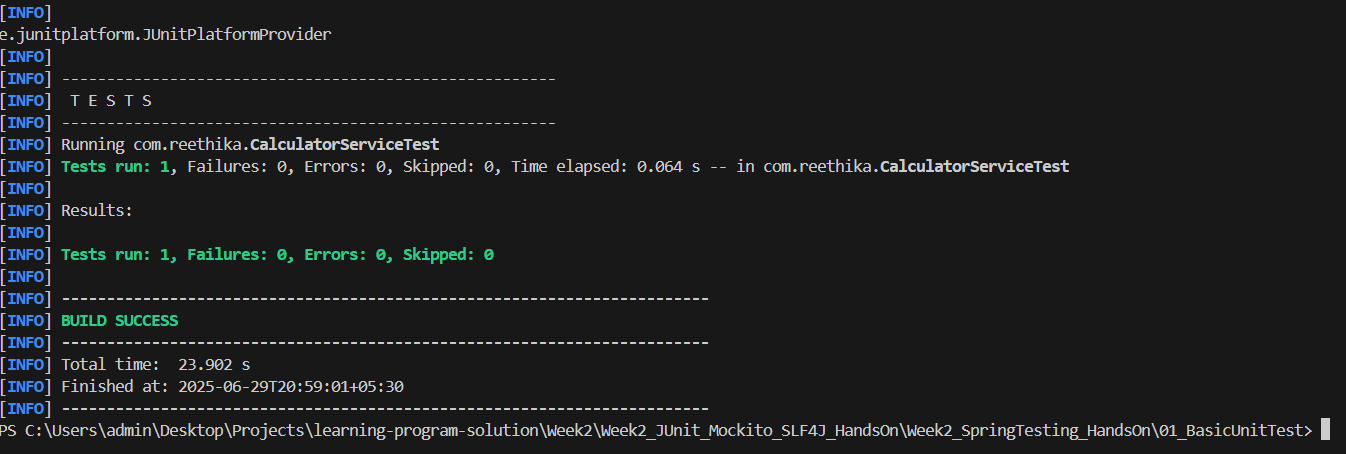 [INFO]
e.junitplatform.JUnitPlatformProvider
[INFO]
[INFO] -------------------------------------------------------
[INFO]  T E S T S
[INFO] -------------------------------------------------------
[INFO] Running com.reethika.CalculatorServiceTest
[INFO] Tests run: 1, Failures: 0, Errors: 0, Skipped: 0, Time elapsed: 0.064 s -- in com.reethika.CalculatorServiceTest
[INFO]
[INFO] Results:
[INFO]
[INFO] Tests run: 1, Failures: 0, Errors: 0, Skipped: 0
[INFO]
[INFO] ------------------------------------------------------------------------
[INFO] BUILD SUCCESS
[INFO] ------------------------------------------------------------------------
[INFO] Total time:  23.902 s
[INFO] Finished at: 2025-06-29T20:59:01+05:30
[INFO] ------------------------------------------------------------------------
PS C:\Users\admin\Desktop\Projects\learning-program-solution\Week2\Week2_JUnit_Mockito_SLF4J_HandsOn\Week2_SpringTesting_HandsOn\01_BasicUnitTest>